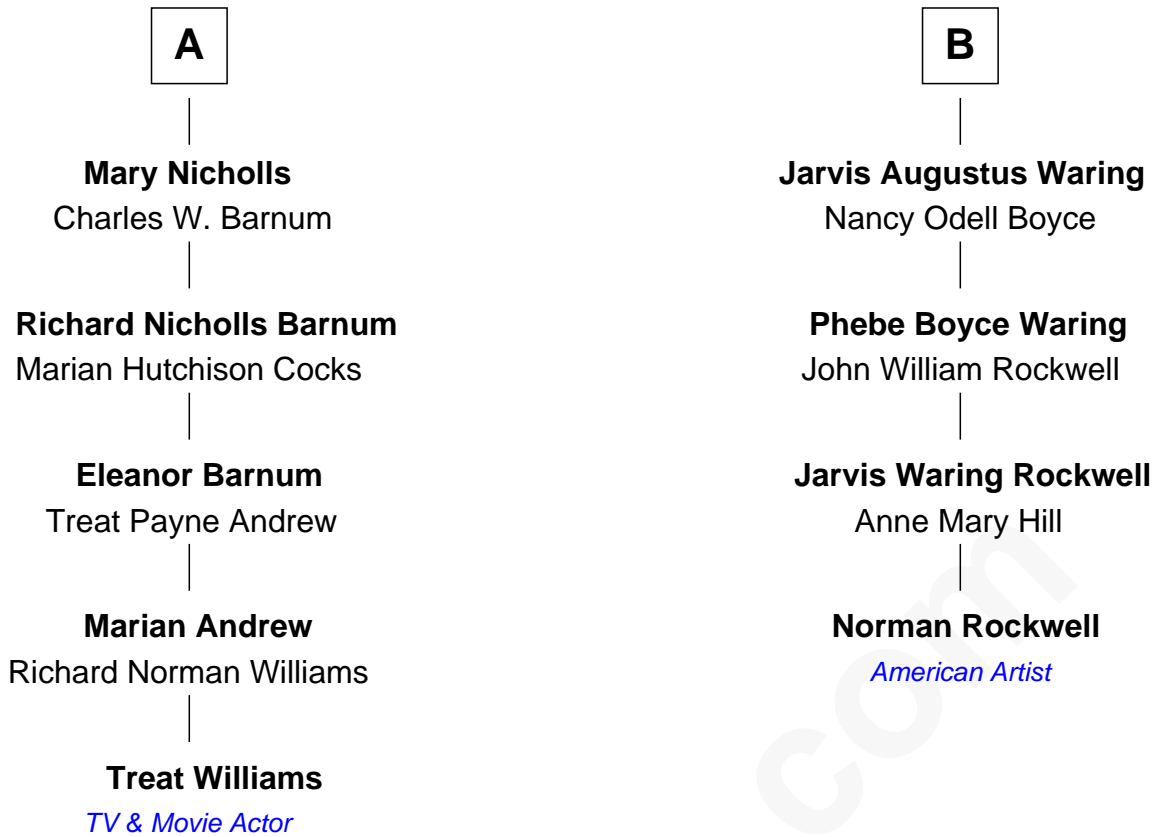 A
Mary Nicholls
Charles W. Barnum
Richard Nicholls Barnum
Marian Hutchison Cocks
Eleanor Barnum
Treat Payne Andrew
Marian Andrew
Richard Norman Williams
Treat Williams
TV & Movie Actor
B
Jarvis Augustus Waring
Nancy Odell Boyce
Phebe Boyce Waring
John William Rockwell
Jarvis Waring Rockwell
Anne Mary Hill
Norman Rockwell
American Artist
com